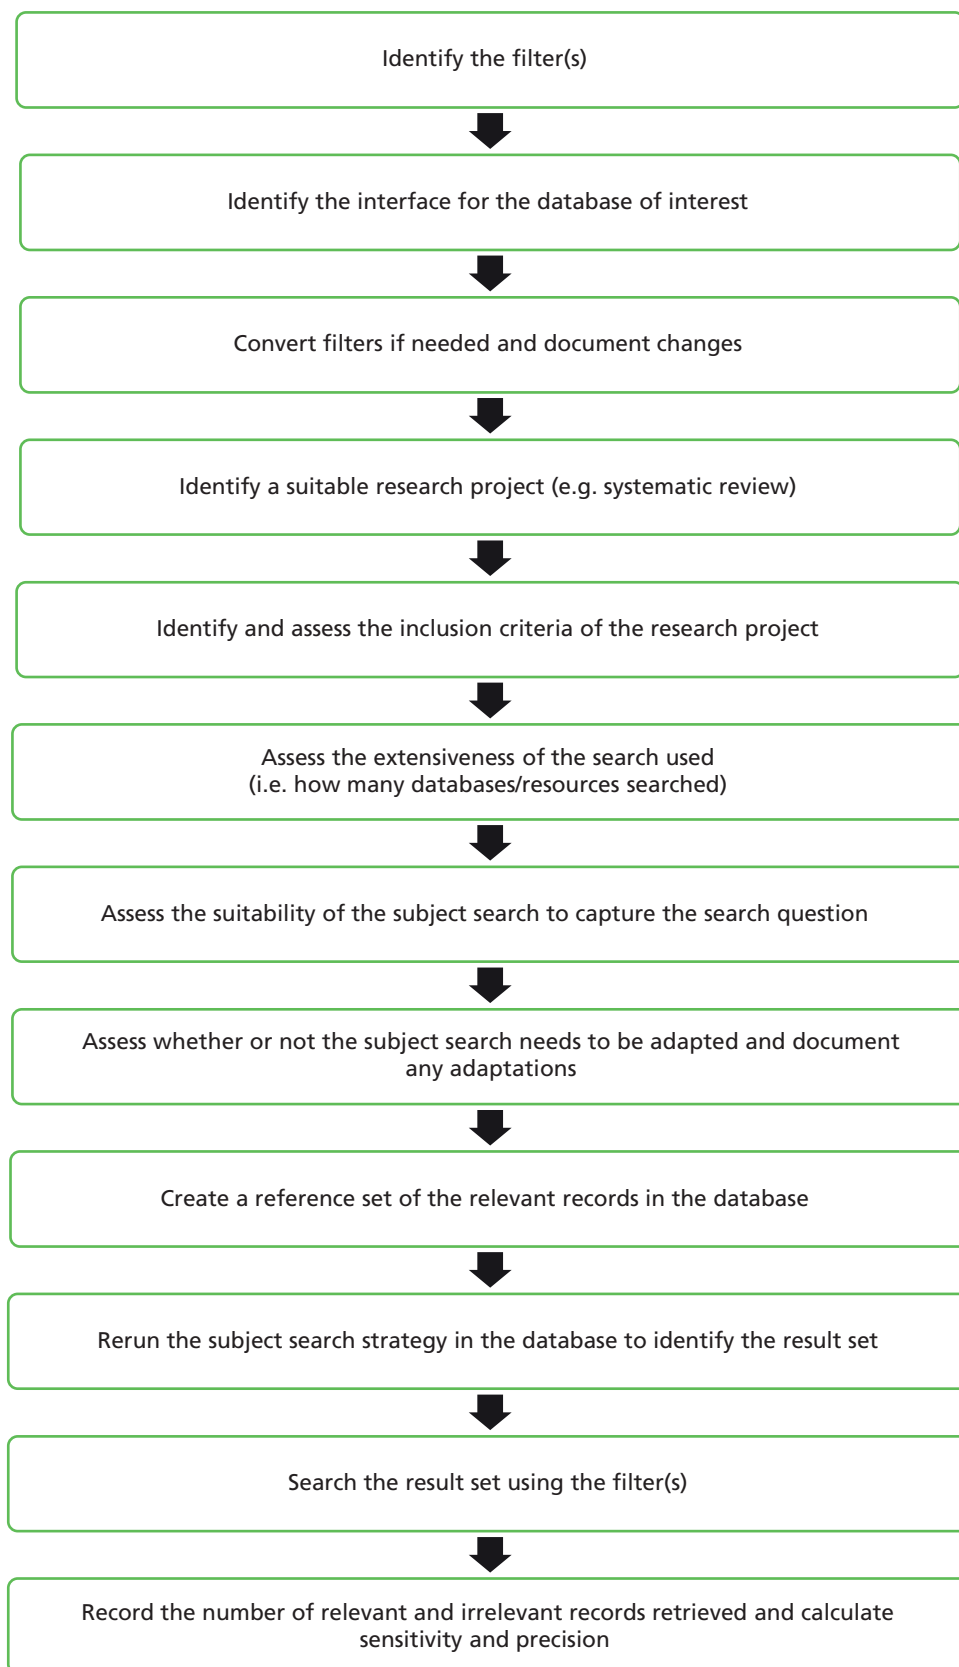 Identify the filter(s)
Identify the interface for the database of interest
Convert filters if needed and document changes
Identify a suitable research project (e.g. systematic review)
Identify and assess the inclusion criteria of the research project
Assess the extensiveness of the search used
(i.e. how many databases/resources searched)
Assess the suitability of the subject search to capture the search question
Assess whether or not the subject search needs to be adapted and document
any adaptations
Create a reference set of the relevant records in the database
Rerun the subject search strategy in the database to identify the result set
Search the result set using the filter(s)
Record the number of relevant and irrelevant records retrieved and calculate
sensitivity and precision